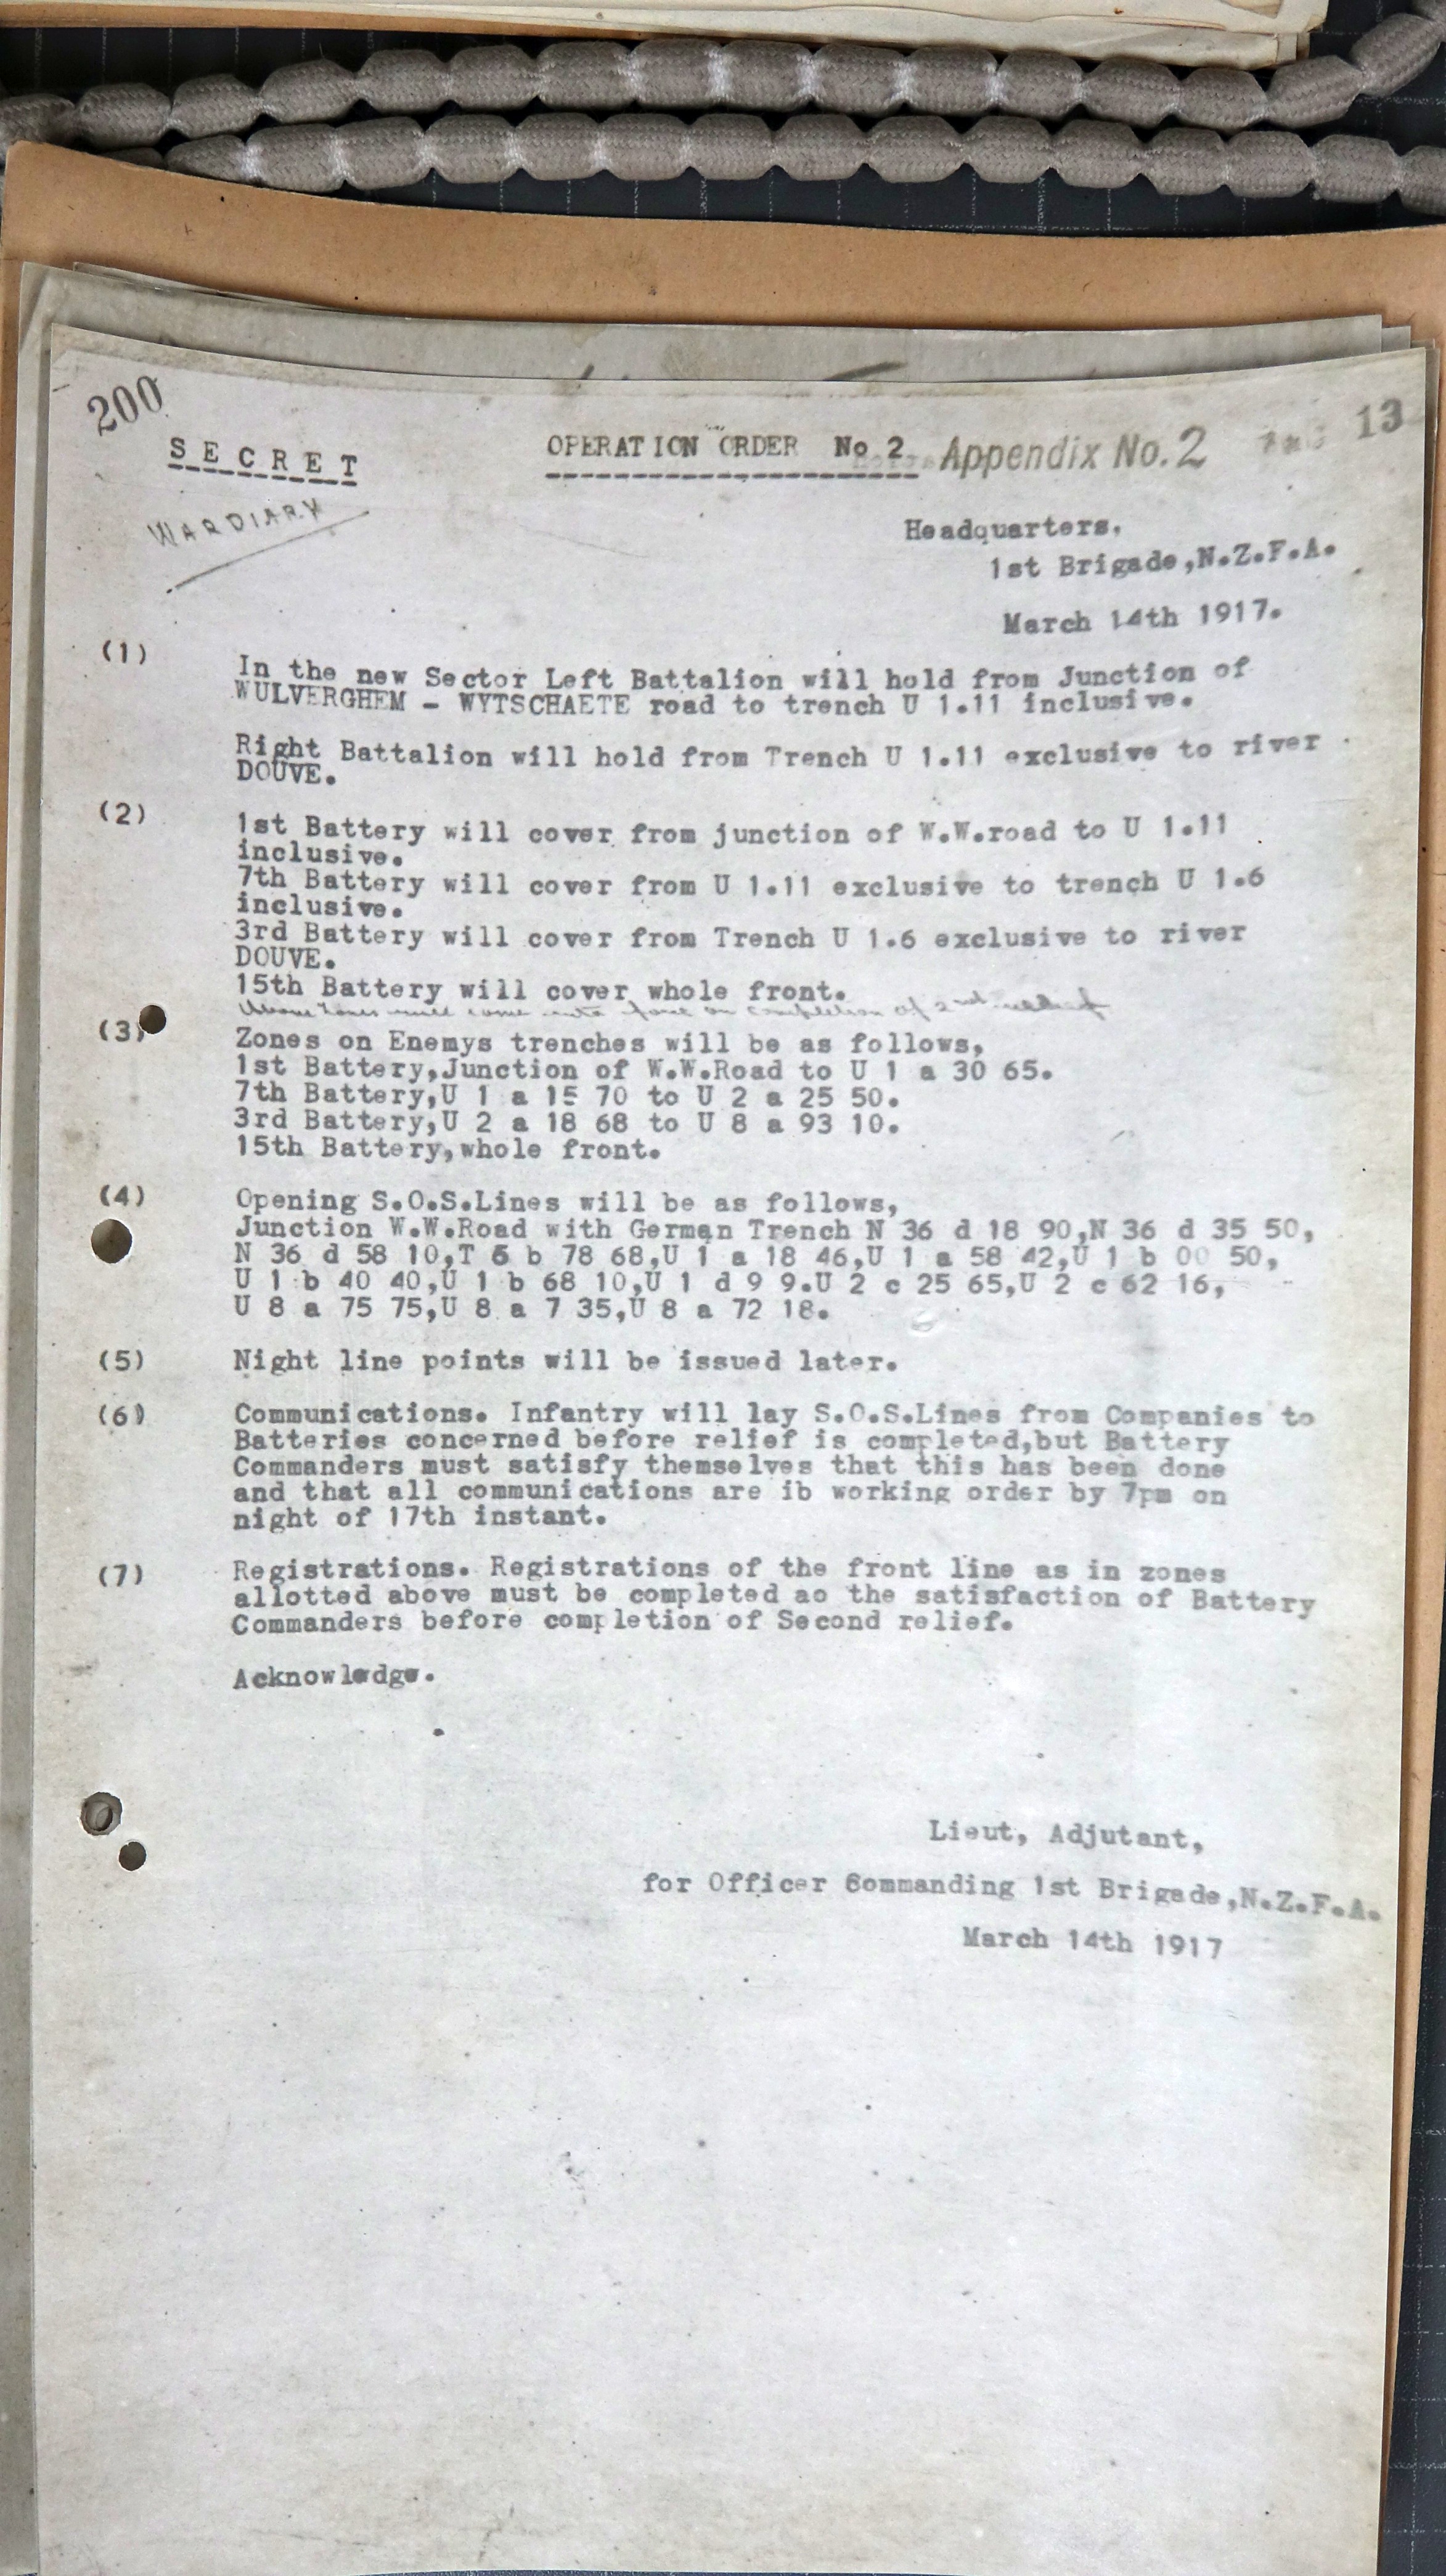 200
13
SECRET
OPERATION ORDER No 2 Appendix No. 2
WAR DIARY
Headquarters,
1st Brigade,N.Z.F.A.
March 14th 1917.
(1)
In the new Sector Left Battalion will hold from Junction of
WULVERGHEM - WYTSCHAETE road to trench U 1.11 inclusive.
Right Battalion will hold from Trench U 1.11 exclusive to river
DOUVE.
(2)
1st Battery will cover from junction of W.W.road to U 1.11
inclusive.
7th Battery will cover from U 1.11 exclusive to trench U 1.6
inclusive.
3rd Battery will cover from Trench U 1.6 exclusive to river
DOUVE.
15th Battery will cover whole front.
Above Zones will come into force on completion of 2nd relief
(3)
Zones on Enemys trenches will be as follows,
1st Battery,Junction of W.W.Road to U 1 a 30 65.
7th Battery,U 1 a 15 70 to U 2 a 25 50.
3rd Battery,U 2 a 18 68 to U 8 a 93 10.
15th Battery,whole front.
(4)
Opening S.O.S.Lines will be as follows,
Junction W.W.Road with German Trench N 36 d 18 90,N 36 d 35 50,
N 36 d 58 10,T 6 b 78 68,U 1 a 18 46,U 1 a 58 42,U 1 b 00 50,
U 1 b 40 40,U 1 b 68 10,U 1 d 9 9.U 2 c 25 65,U 2 c 62 16,
U 8 a 75 75,U 8 a 7 35,U 8 a 72 18.
(5) Night line points will be issued later.
(6) Communications. Infantry will lay S.O.S.Lines from Companies to
Batteries concerned before relief is completed,but Battery
Commanders must satisfy themselves that this has been done
and that all communications are ib working order by 7pm on
night of 17th instant.
(7) Registrations. Registrations of the front line as in zones
allotted above must be completed ao the satisfaction of Battery
Commanders before completion of Second relief.
Acknowledge.
Lieut, Adjutant,
for Officer Commanding 1st Brigade,N.Z.F.A.
March 14th 1917